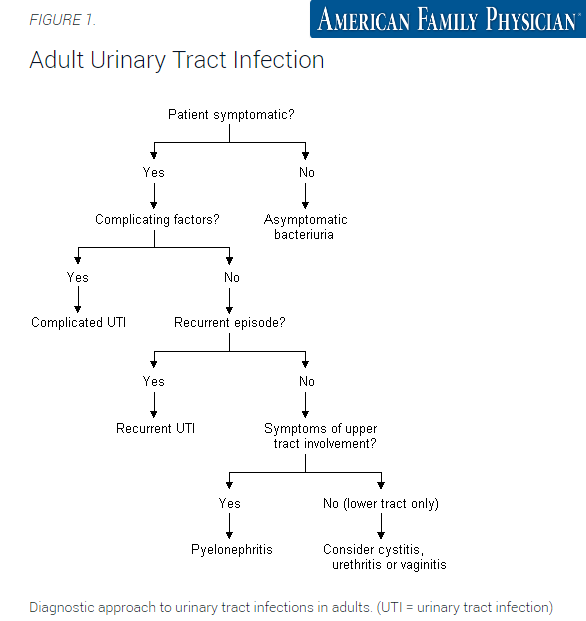 FIGURE 1.
AMERICAN FAMILY PHYSICIAN
Adult Urinary Tract Infection
Patient symptomatic?
Yes
No
Complicating factors?
Asymptomatic
bacteriuria
Yes
No
Complicated UTI
Recurrent episode?
Yes
No
Recurrent UTI
Symptoms of upper
tract involvement?
Yes
No (lower tract only)
Pyelonephritis
Consider cystitis,
urethritis or vaginitis
Diagnostic approach to urinary tract infections in adults. (UTI = urinary tract infection)